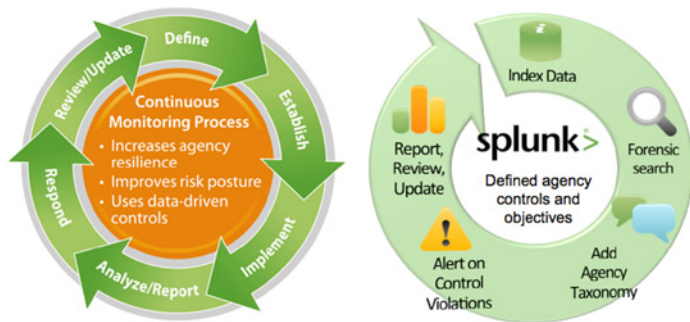 Define
Establish
Implement
Analyze/Report
Respond
Review/Update
Continuous
Monitoring Process
• Increases agency
resilience
• Improves risk posture
• Uses data-driven
controls
Index Data
Forensic
search
Add
Agency
Taxonomy
Alert on
Control
Violations
Report,
Review,
Update
splunk>
Defined agency
controls and
objectives